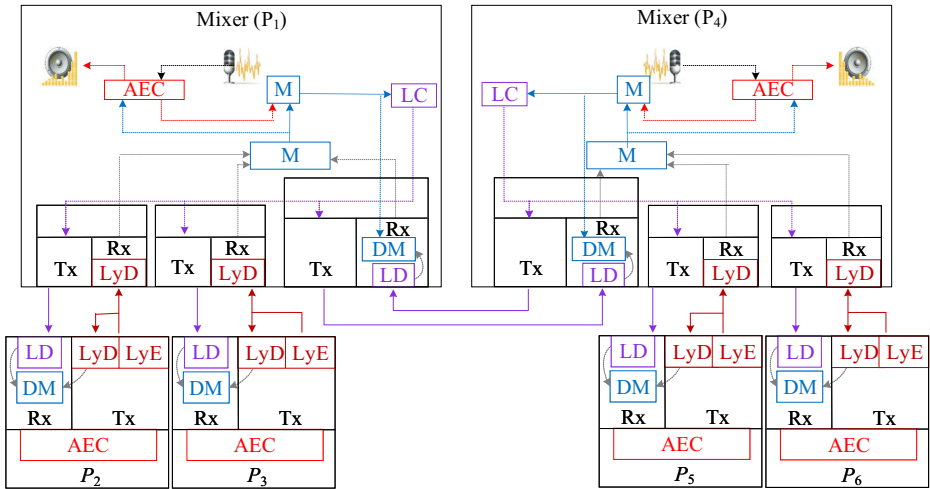 Mixer (P₁)
Mixer (P₄)
AEC
M
LC
LC
M
AEC
M
M
Rx
Rx
Rx
Rx
Rx
Rx
Tx
LyD
Tx
LyD
Tx
DM
LD
Tx
DM
LD
Tx
LyD
Tx
LyD
LD
LyD
LyE
LD
LyD
LyE
LD
LyD
LyE
LD
LyD
LyE
DM
DM
DM
DM
Rx
Tx
Rx
Tx
Rx
Tx
Rx
Tx
AEC
AEC
AEC
AEC
P₂
P₃
P₅
P₆